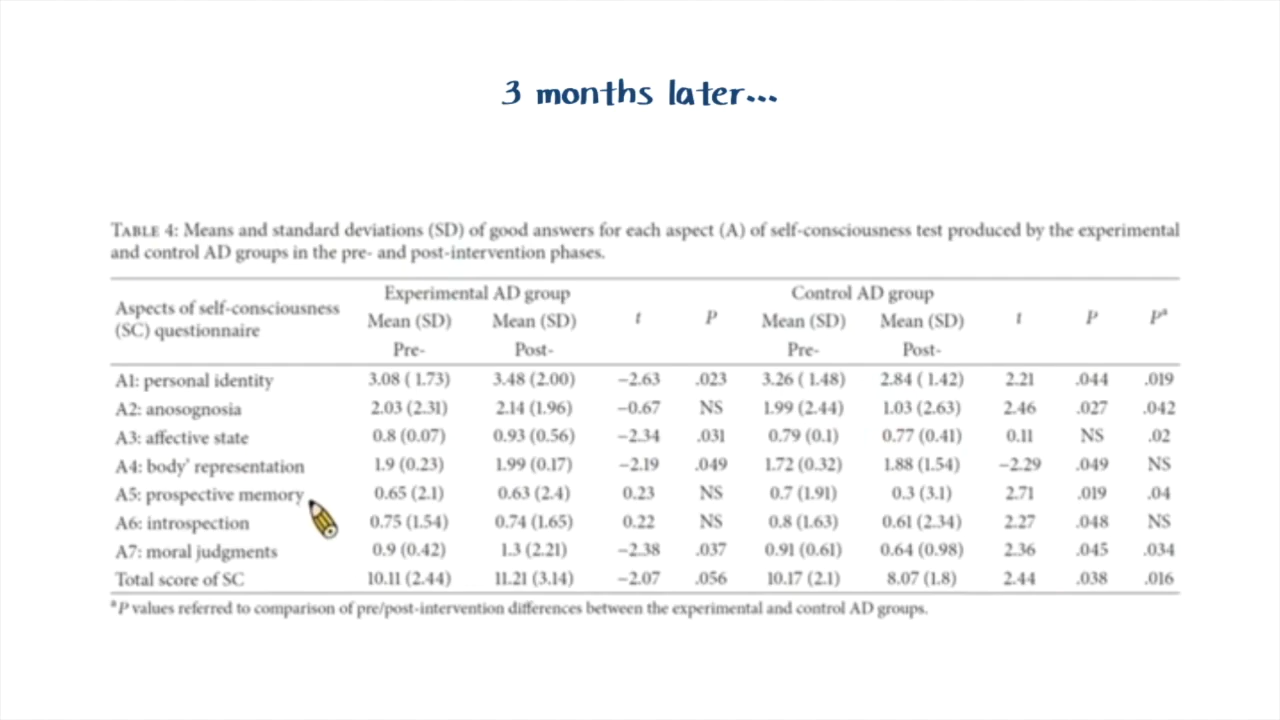 3 months later...
TABLE 4: Means and standard deviations (SD) of good answers for each aspect (A) of self-consciousness test produced by the experimental
and control AD groups in the pre- and post-intervention phases.
Aspects of self-consciousness (SC) questionnaire Experimental AD group Control AD group
Mean (SD) Mean (SD) t P Mean (SD) Mean (SD) t P Pᵃ
Pre- Post- Pre- Post-
A1: personal identity 3.08 ( 1.73) 3.48 (2.00) −2.63 .023 3.26 ( 1.48) 2.84 ( 1.42) 2.21 .044 .019
A2: anosognosia 2.03 (2.31) 2.14 (1.96) −0.67 NS 1.99 (2.44) 1.03 (2.63) 2.46 .027 .042
A3: affective state 0.8 (0.07) 0.93 (0.56) −2.34 .031 0.79 (0.1) 0.77 (0.41) 0.11 NS .02
A4: body' representation 1.9 (0.23) 1.99 (0.17) −2.19 .049 1.72 (0.32) 1.88 (1.54) −2.29 .049 NS
A5: prospective memory 0.65 (2.1) 0.63 (2.4) 0.23 NS 0.7 (1.91) 0.3 (3.1) 2.71 .019 .04
A6: introspection 0.75 (1.54) 0.74 (1.65) 0.22 NS 0.8 (1.63) 0.61 (2.34) 2.27 .048 NS
A7: moral judgments 0.9 (0.42) 1.3 (2.21) −2.38 .037 0.91 (0.61) 0.64 (0.98) 2.36 .045 .034
Total score of SC 10.11 (2.44) 11.21 (3.14) −2.07 .056 10.17 (2.1) 8.07 (1.8) 2.44 .038 .016
ᵃP values referred to comparison of pre/post-intervention differences between the experimental and control AD groups.